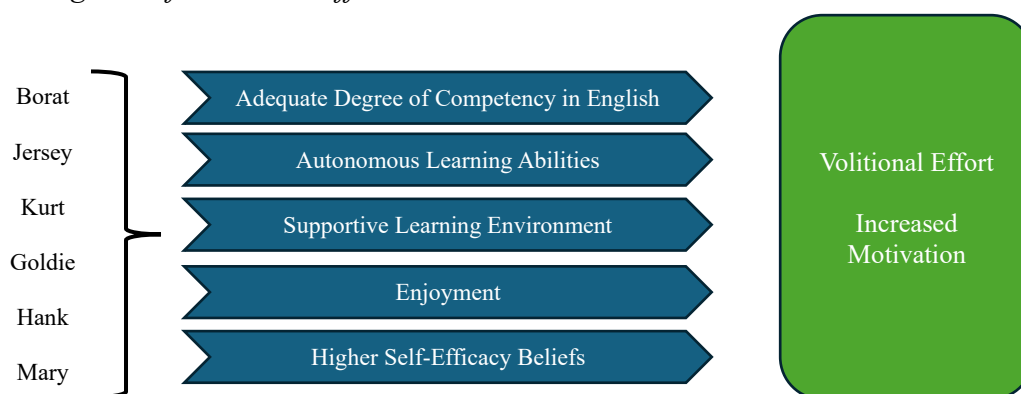 Borat
Jersey
Kurt
Goldie
Hank
Mary
Adequate Degree of Competency in English
Autonomous Learning Abilities
Supportive Learning Environment
Enjoyment
Higher Self-Efficacy Beliefs
Volitional Effort
Increased
Motivation